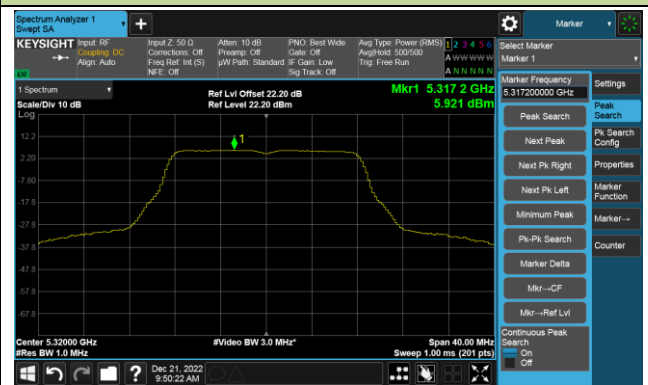 Spectrum Analyzer 1
Swept SA
+
Marker
KEYSIGHT
Input: RF
Coupling: DC
Align: Auto
Input Z: 50 Ω
Corrections: Off
Freq Ref: Int (S)
NFE: Off
Atten: 10 dB
Preamp: Off
µW Path: Standard
PNO: Best Wide
Gate: Off
IF Gain: Low
Sig Track: Off
Avg Type: Power (RMS)
Avg|Hold: 500/500
Trig: Free Run
1 2 3 4 5 6
A W W W W W
A N N N N N
LXI
Select Marker
Marker 1
1 Spectrum
Scale/Div 10 dB
Log
Ref Lvl Offset 22.20 dB
Ref Level 22.20 dBm
Mkr1 5.317 2 GHz
5.921 dBm
Marker Frequency
5.317200000 GHz
Settings
Peak Search
Peak
Search
Next Peak
Pk Search
Config
Next Pk Right
Properties
Next Pk Left
Marker
Function
Minimum Peak
Marker→
Pk-Pk Search
Counter
Marker Delta
Mkr→CF
Mkr→Ref Lvl
Continuous Peak
Search
On
Off
1
12.2
2.20
-7.80
-17.8
-27.8
-37.8
-47.8
-57.8
-67.8
Center 5.32000 GHz
#Res BW 1.0 MHz
#Video BW 3.0 MHz*
Span 40.00 MHz
Sweep 1.00 ms (201 pts)
?
Dec 21, 2022
9:50:22 AM